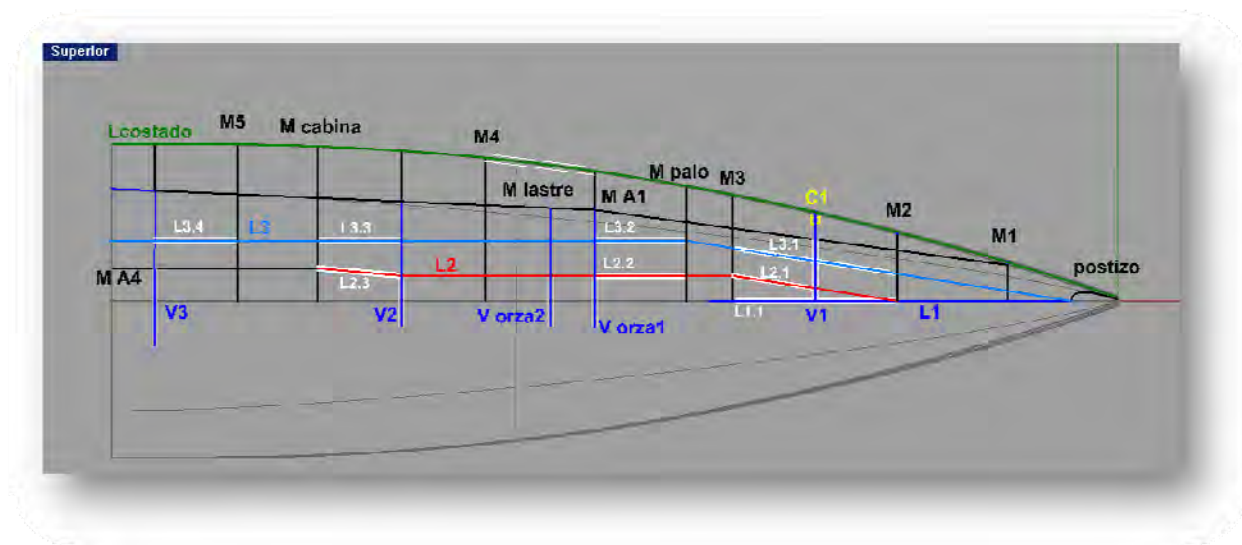 Superior
Lcostado
M5
M cabina
M4
M palo
M3
C1
M2
M1
M lastre
M A1
L3.4
L3
L3.3
L3.2
L3.1
M A4
L2
L2.3
L2.2
L2.1
postizo
V3
V2
V orza2
V orza1
L1.1
V1
L1